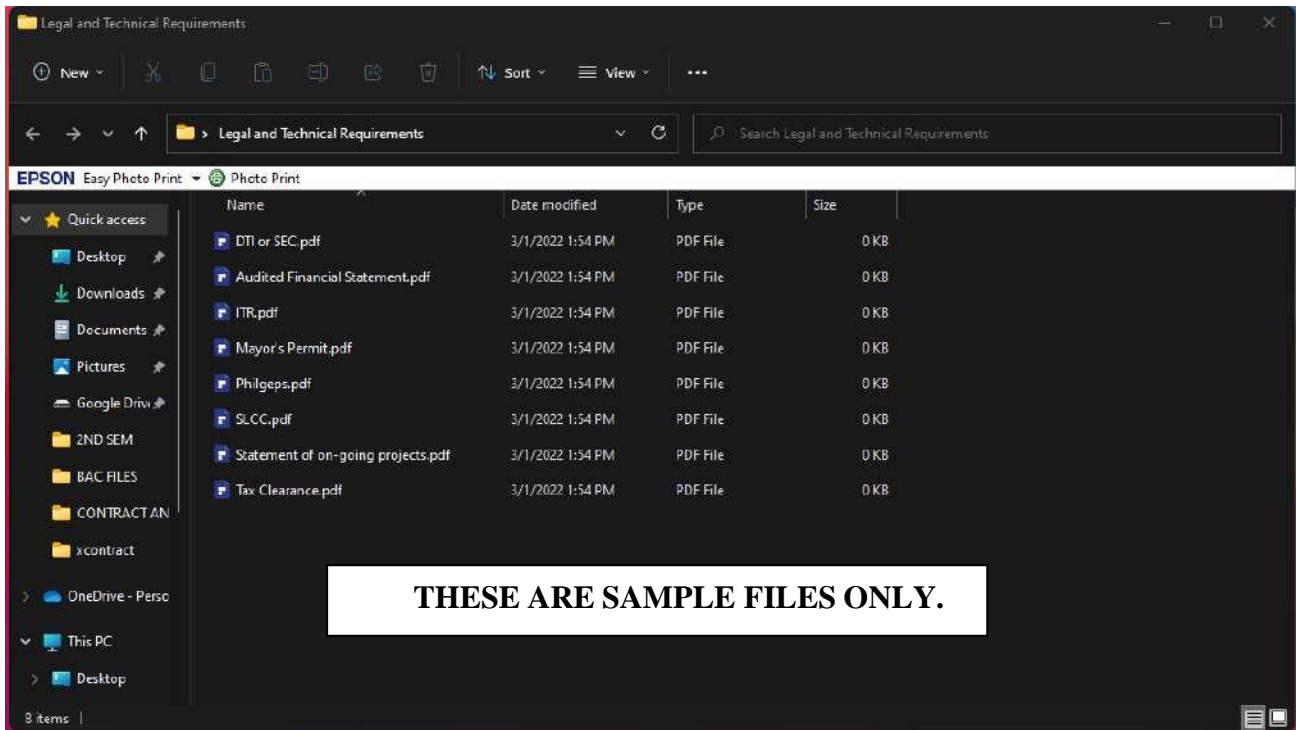 Legal and Technical Requirements
New Sort View
Legal and Technical Requirements Search Legal and Technical Requirements
EPSON Easy Photo Print Photo Print
Name Date modified Type Size
Quick access
DTI or SEC.pdf 3/1/2022 1:54 PM PDF File 0 KB
Desktop
Audited Financial Statement.pdf 3/1/2022 1:54 PM PDF File 0 KB
Downloads
ITR.pdf 3/1/2022 1:54 PM PDF File 0 KB
Documents
Mayor's Permit.pdf 3/1/2022 1:54 PM PDF File 0 KB
Pictures
Philgeps.pdf 3/1/2022 1:54 PM PDF File 0 KB
Google Driv
SLCC.pdf 3/1/2022 1:54 PM PDF File 0 KB
2ND SEM
Statement of on-going projects.pdf 3/1/2022 1:54 PM PDF File 0 KB
BAC FILES
Tax Clearance.pdf 3/1/2022 1:54 PM PDF File 0 KB
CONTRACT AN
xcontract
OneDrive - Perso
THESE ARE SAMPLE FILES ONLY.
This PC
Desktop
8 items